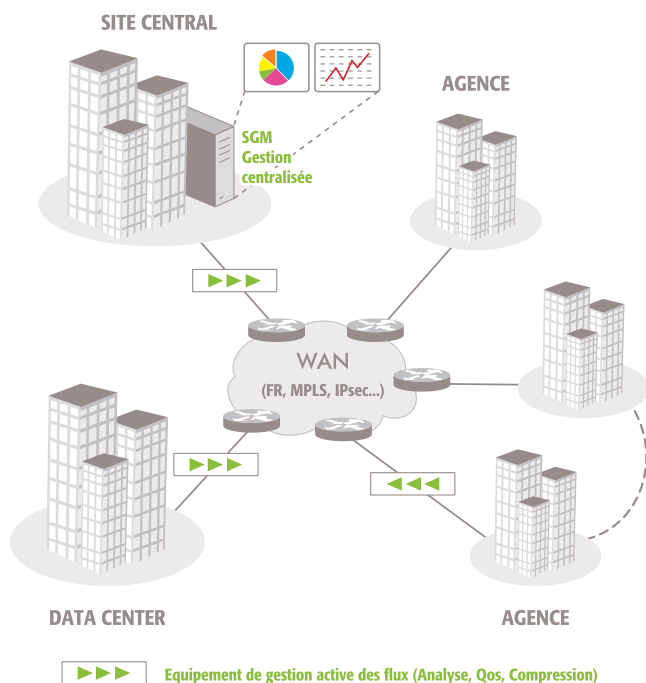 SITE CENTRAL
AGENCE
SGM
Gestion
centralisée
WAN
(FR, MPLS, IPsec...)
DATA CENTER
AGENCE
Equipement de gestion active des flux (Analyse, Qos, Compression)